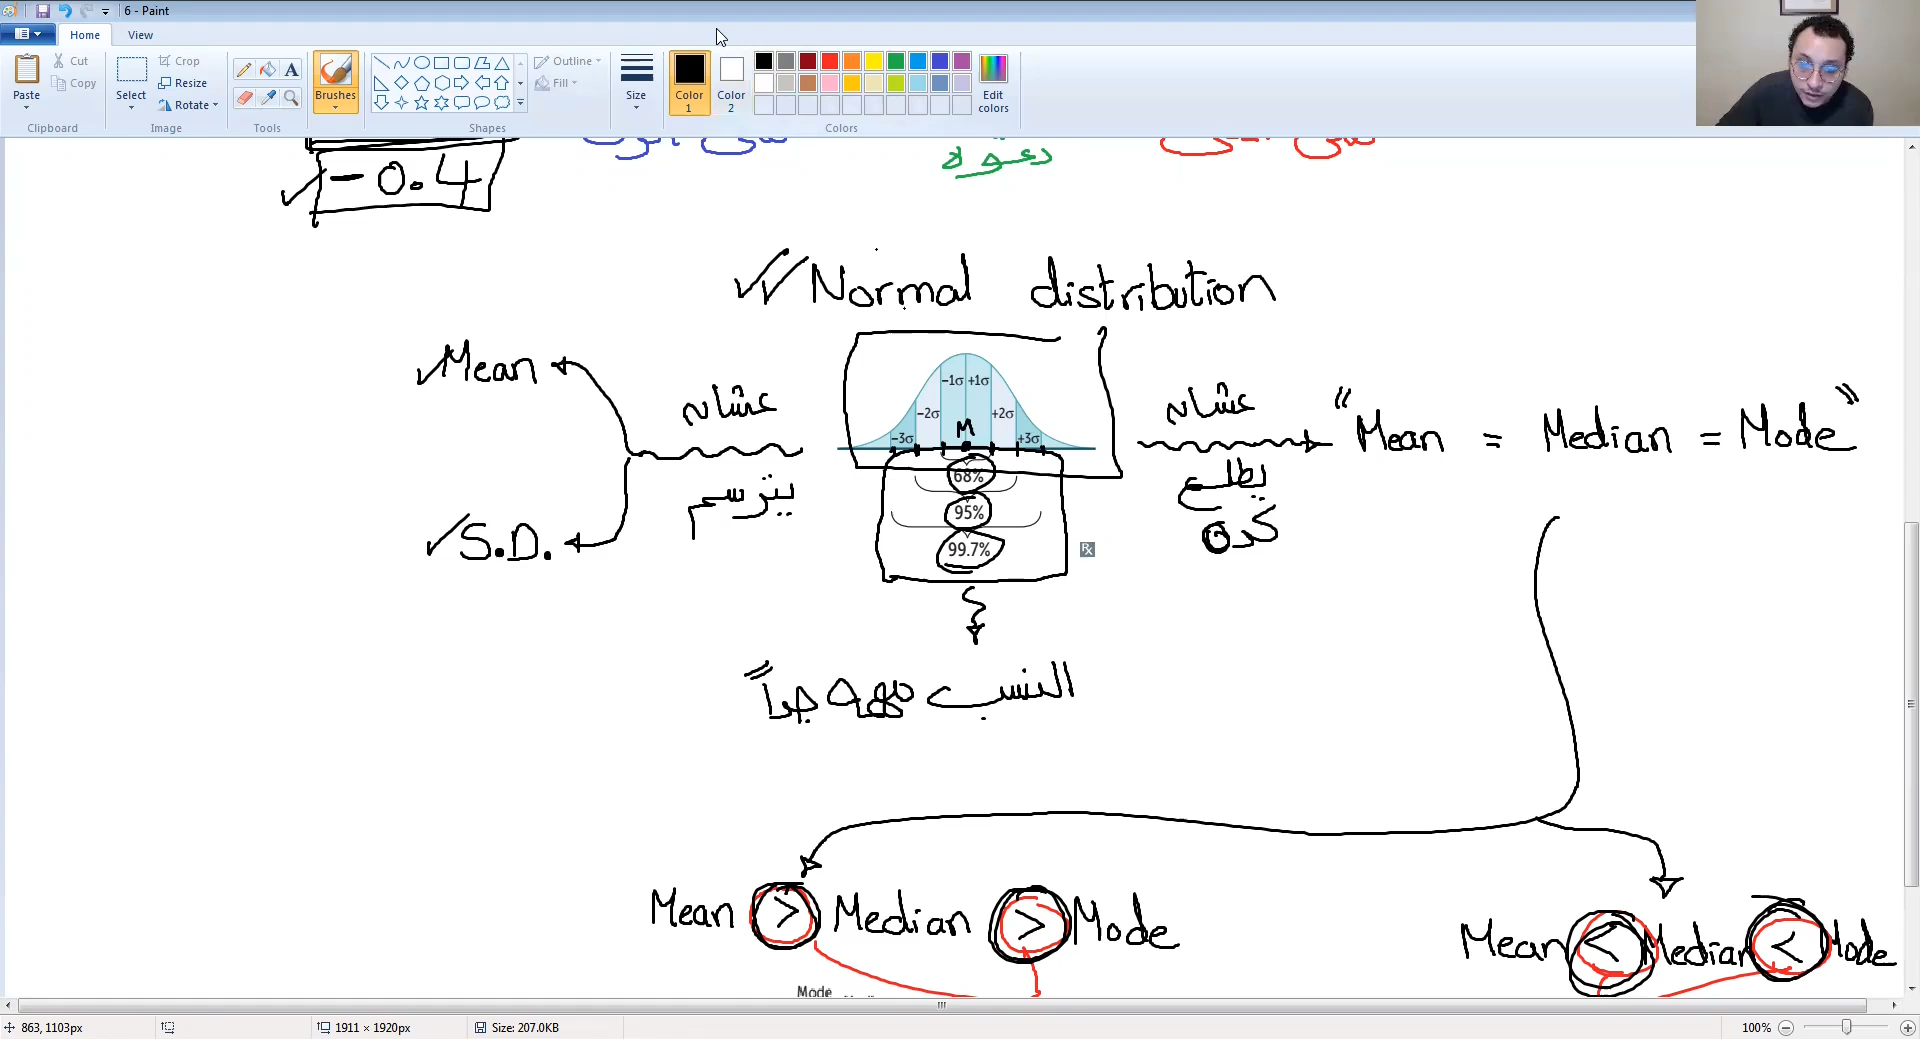 6 - Paint
Home
View
Paste
Cut
Copy
Clipboard
Select
Crop
Resize
Rotate
Image
Tools
Brushes
Shapes
Outline
Fill
Size
Color 1
Color 2
Edit colors
Colors
- 0.4
Normal distribution
Mean
S.D.
عشان
يترسم
-3σ
-2σ
-1σ
+1σ
+2σ
+3σ
M
68%
95%
99.7%
Rx
عشان
يطلع
كده
"Mean = Median = Mode"
النسب مهمة جداً
Mean > Median > Mode
Mean < Median < Mode
Mode
863, 1103px
1911 × 1920px
Size: 207.0KB
100%